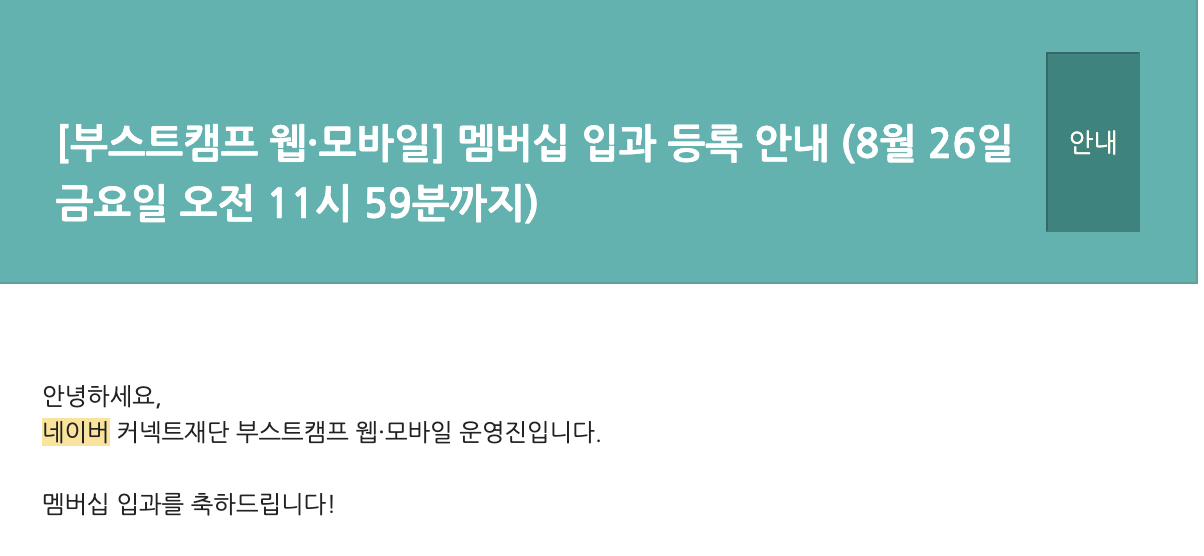 [부스트캠프 웹·모바일] 멤버십 입과 등록 안내 (8월 26일
금요일 오전 11시 59분까지)
안내
안녕하세요,
네이버 커넥트재단 부스트캠프 웹·모바일 운영진입니다.
멤버십 입과를 축하드립니다!